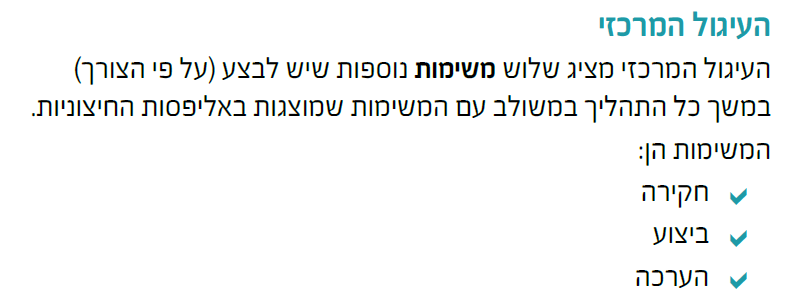 העיגול המרכזי
העיגול המרכזי מציג שלוש משימות נוספות שיש לבצע (על פי הצורך)
במשך כל התהליך במשולב עם המשימות שמוצגות באליפסות החיצוניות.
המשימות הן:
חקירה
ביצוע
הערכה